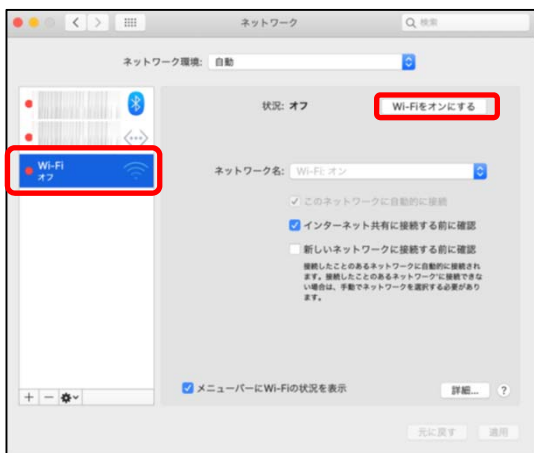 ネットワーク
検索
ネットワーク環境: 自動
状況: オフ
Wi-Fiをオンにする
Wi-Fi
オフ
ネットワーク名: Wi-Fi: オン
このネットワークに自動的に接続
インターネット共有に接続する前に確認
新しいネットワークに接続する前に確認
接続したことのあるネットワークに自動的に接続され
ます。接続したことのあるネットワークに接続できな
い場合は、手動でネットワークを選択する必要があり
ます。
メニューバーにWi-Fiの状況を表示
詳細...
?
元に戻す
適用